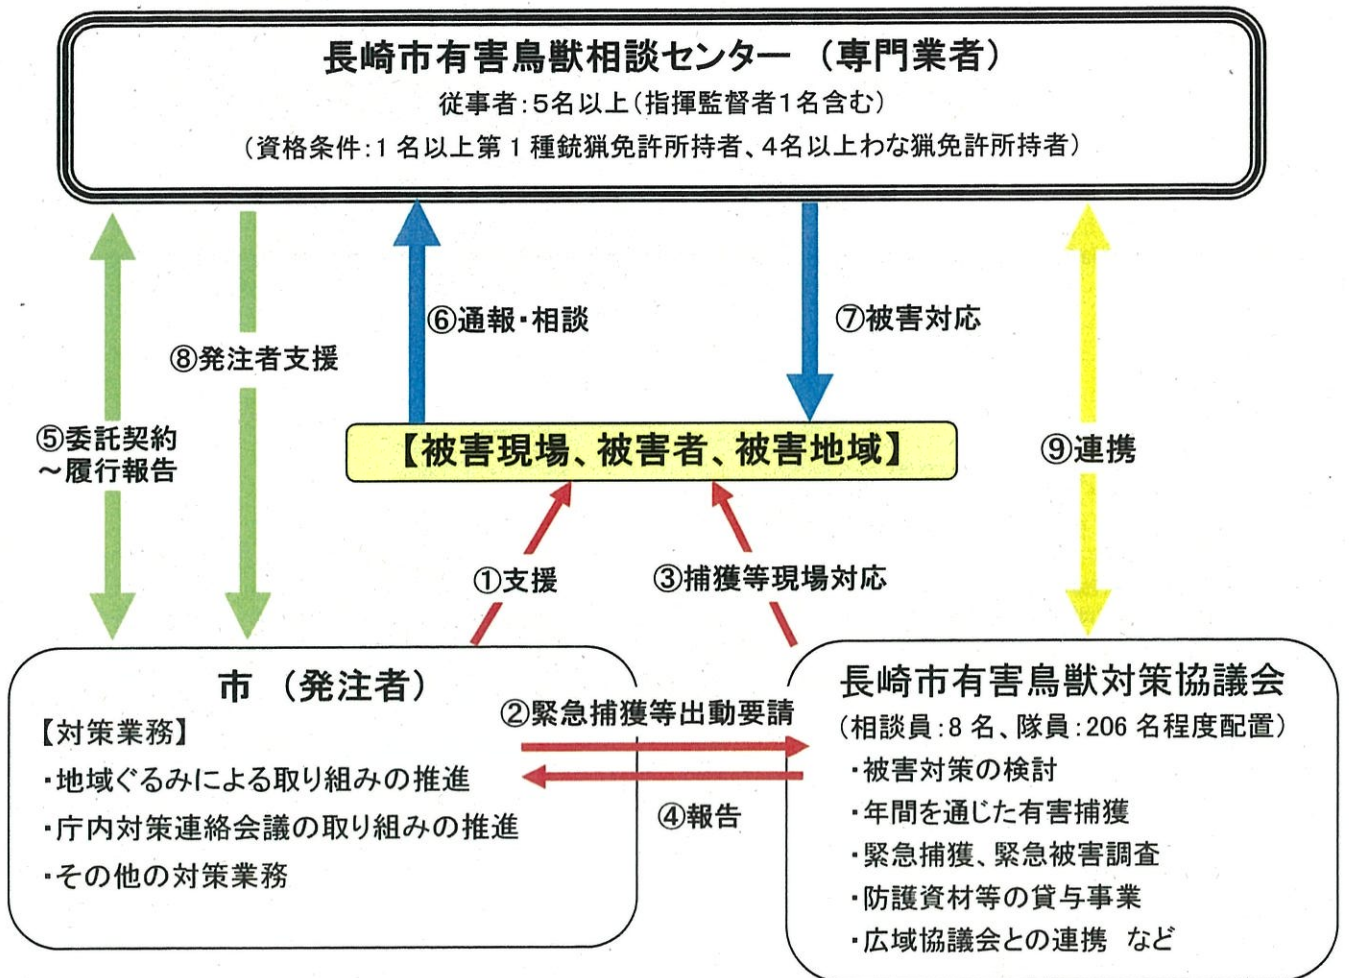 長崎市有害鳥獣相談センター （専門業者）
従事者:5名以上(指揮監督者1名含む)
(資格条件:1名以上第1種銃猟免許所持者、4名以上わな猟免許所持者)
⑥通報・相談
⑦被害対応
⑧発注者支援
⑤委託契約
～履行報告
【被害現場、被害者、被害地域】
⑨連携
①支援
③捕獲等現場対応
市 （発注者）
【対策業務】
・地域ぐるみによる取り組みの推進
・庁内対策連絡会議の取り組みの推進
・その他の対策業務
②緊急捕獲等出動要請
④報告
長崎市有害鳥獣対策協議会
(相談員:8名、隊員:206名程度配置)
・被害対策の検討
・年間を通じた有害捕獲
・緊急捕獲、緊急被害調査
・防護資材等の貸与事業
・広域協議会との連携 など